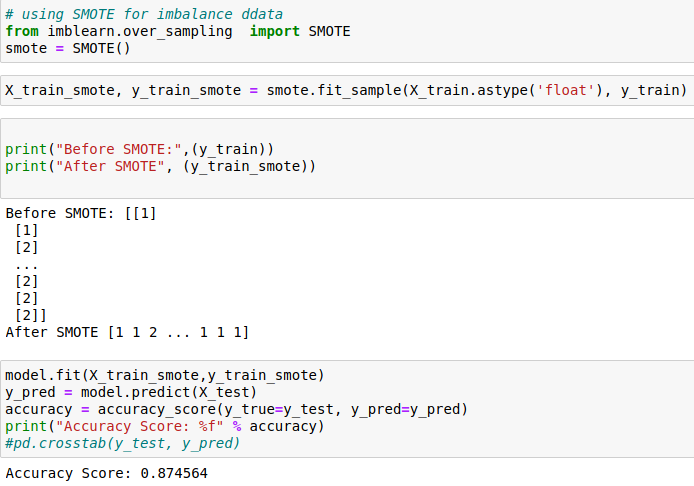 # using SMOTE for imbalance ddata
from imblearn.over_sampling  import SMOTE
smote = SMOTE()
X_train_smote, y_train_smote = smote.fit_sample(X_train.astype('float'), y_train)
print("Before SMOTE:",(y_train))
print("After SMOTE", (y_train_smote))
Before SMOTE: [[1]
 [1]
 [2]
 ...
 [2]
 [2]
 [2]]
After SMOTE [1 1 2 ... 1 1 1]
model.fit(X_train_smote,y_train_smote)
y_pred = model.predict(X_test)
accuracy = accuracy_score(y_true=y_test, y_pred=y_pred)
print("Accuracy Score: %f" % accuracy)
#pd.crosstab(y_test, y_pred)
Accuracy Score: 0.874564